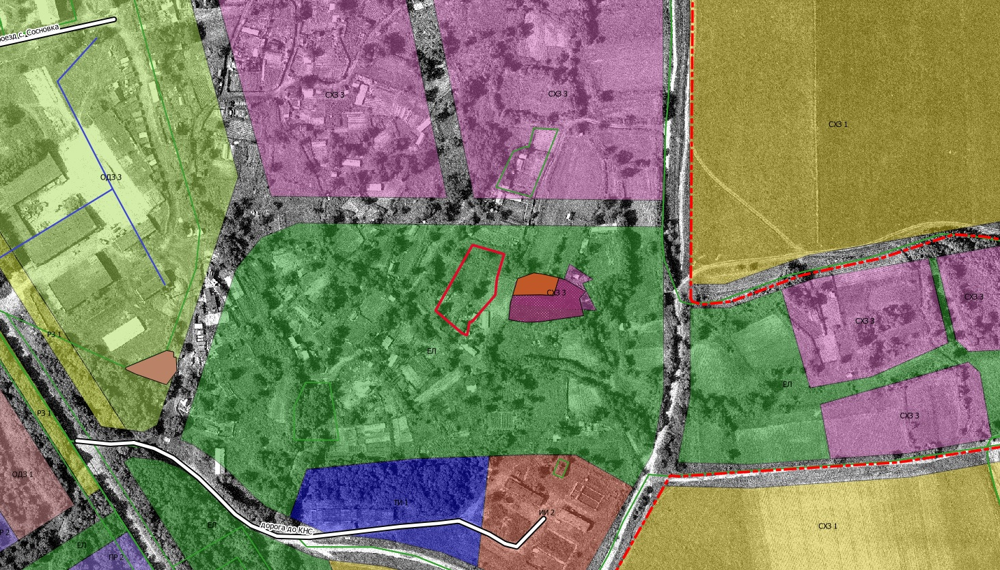 оезд с. Сосновка
СХЗ 3
СХЗ 3
СХЗ 1
ОДЗ 3
СХЗ 3
СХЗ 3
СХЗ 3
РЗ 1
ЕЛ
ЕЛ
РЗ 1
СХЗ 3
ОДЗ 1
ТИ 1
ИИ 2
ЕЛ
дорога до КНС
СХЗ 1
Р 2
ЕЛ
ПР 2